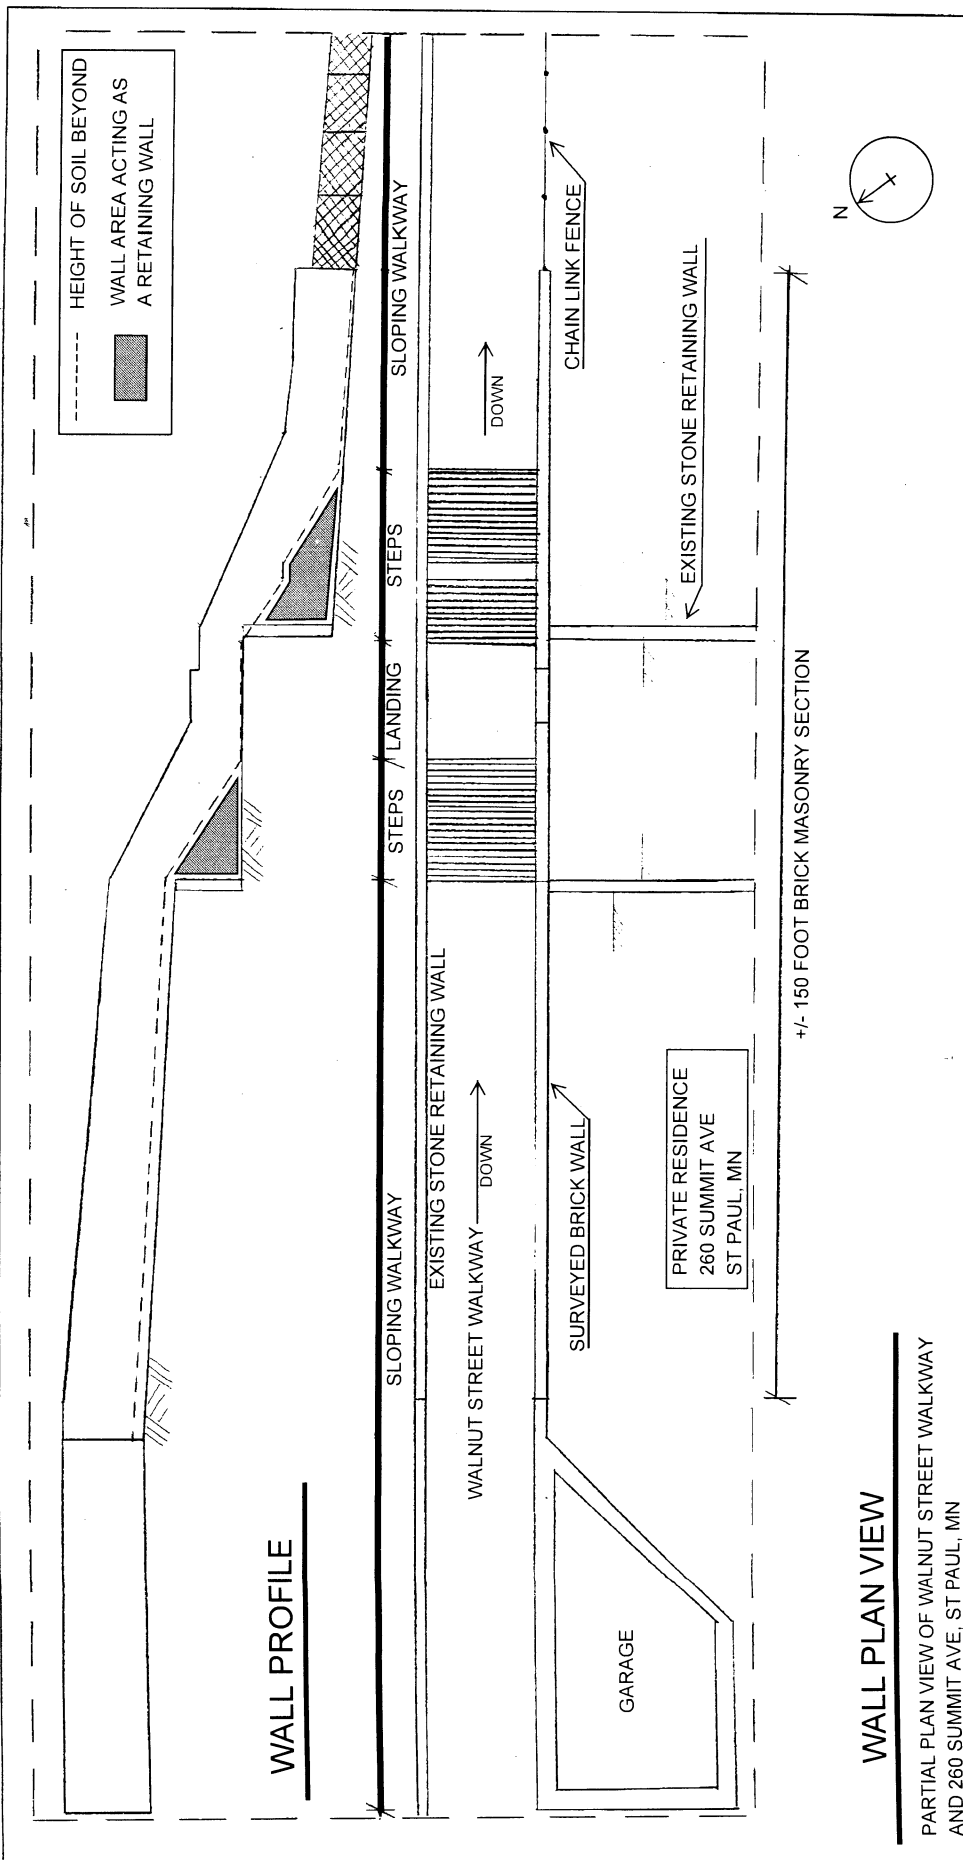 HEIGHT OF SOIL BEYOND
WALL AREA ACTING AS
A RETAINING WALL
WALL PROFILE
SLOPING WALKWAY
STEPS
LANDING
STEPS
SLOPING WALKWAY
EXISTING STONE RETAINING WALL
WALNUT STREET WALKWAY
DOWN
DOWN
SURVEYED BRICK WALL
CHAIN LINK FENCE
GARAGE
PRIVATE RESIDENCE
260 SUMMIT AVE
ST PAUL, MN
EXISTING STONE RETAINING WALL
+/- 150 FOOT BRICK MASONRY SECTION
N
WALL PLAN VIEW
PARTIAL PLAN VIEW OF WALNUT STREET WALKWAY
AND 260 SUMMIT AVE, ST PAUL, MN